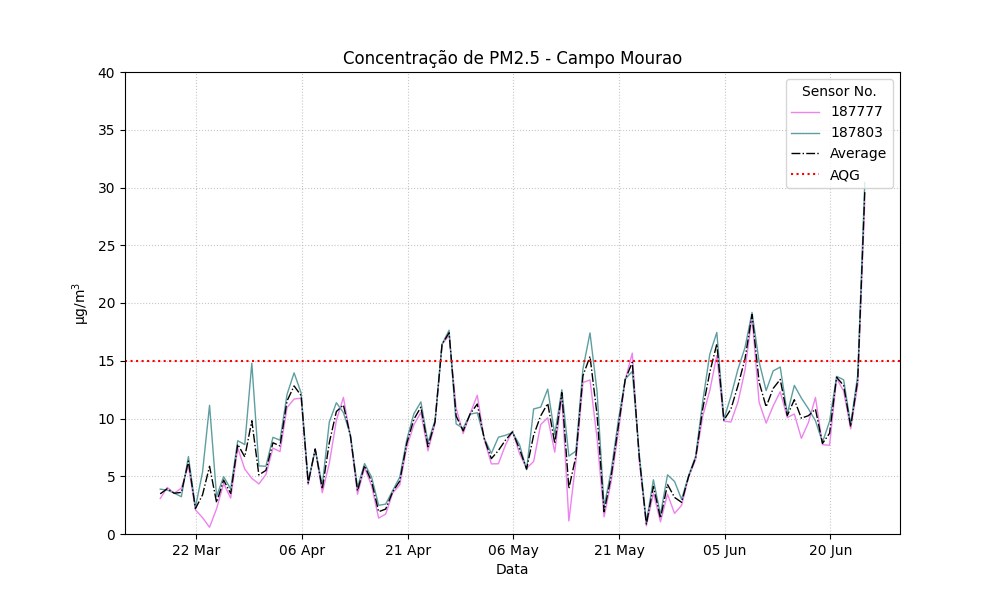 Concentração de PM2.5 - Campo Mourao
40
35
30
25
20
15
10
5
0
µg/m³
Sensor No.
187777
187803
Average
AQG
22 Mar
06 Apr
21 Apr
06 May
21 May
05 Jun
20 Jun
Data